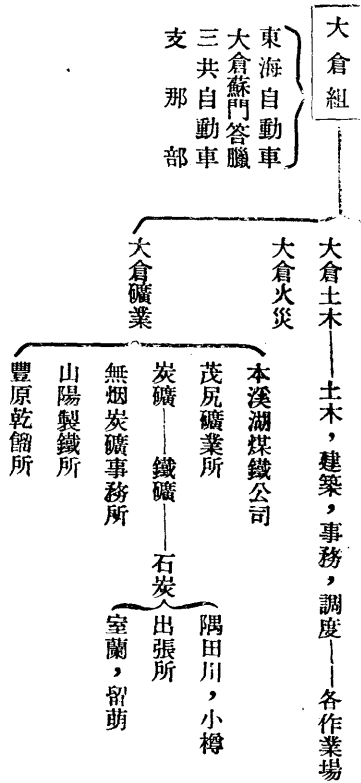 大倉組
東海自動車
大倉蘇門答臘
三共自動車
支那部
大倉土木——土木,建築,事務,調度——各作業場
大倉火災
大倉礦業
本溪湖煤鐵公司
茂尻礦業所
炭礦——鐵礦——石炭
隅田川,小樽
出張所
室蘭,留萌
無烟炭礦事務所
山陽製鐵所
豐原乾餾所